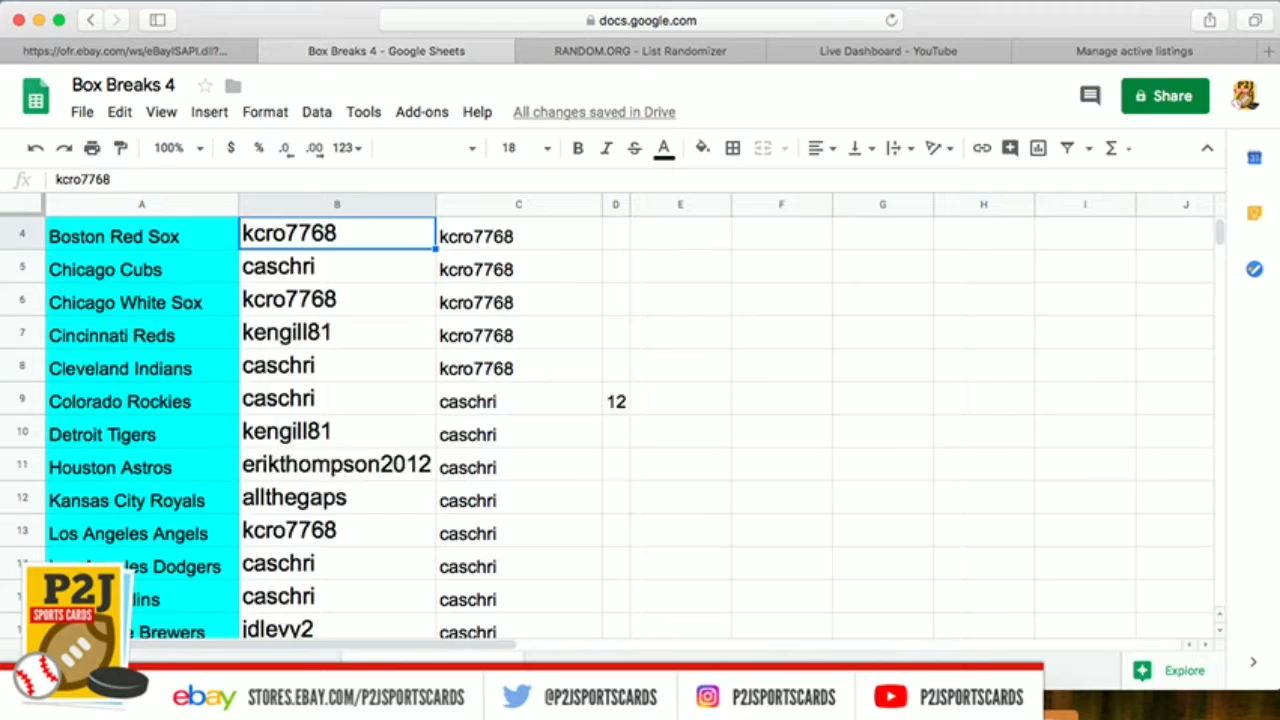 docs.google.com
https://ofr.ebay.com/ws/eBayISAPI.dll?...
Box Breaks 4 - Google Sheets
RANDOM.ORG - List Randomizer
Live Dashboard - YouTube
Manage active listings
Box Breaks 4
File Edit View Insert Format Data Tools Add-ons Help All changes saved in Drive
Share
100% $ % .0 .00 123 18 B I S A
fx kcro7768
A B C D E F G H I J
4 Boston Red Sox kcro7768 kcro7768
5 Chicago Cubs caschri kcro7768
6 Chicago White Sox kcro7768 kcro7768
7 Cincinnati Reds kengill81 kcro7768
8 Cleveland Indians caschri kcro7768
9 Colorado Rockies caschri caschri 12
10 Detroit Tigers kengill81 caschri
11 Houston Astros erikthompson2012 caschri
12 Kansas City Royals allthegaps caschri
13 Los Angeles Angels kcro7768 caschri
es Dodgers caschri caschri
lins caschri caschri
e Brewers idlevy2 caschri
P2J
SPORTS CARDS
Explore
ebay STORES.EBAY.COM/P2JSPORTSCARDS @P2JSPORTSCARDS P2JSPORTSCARDS P2JSPORTSCARDS